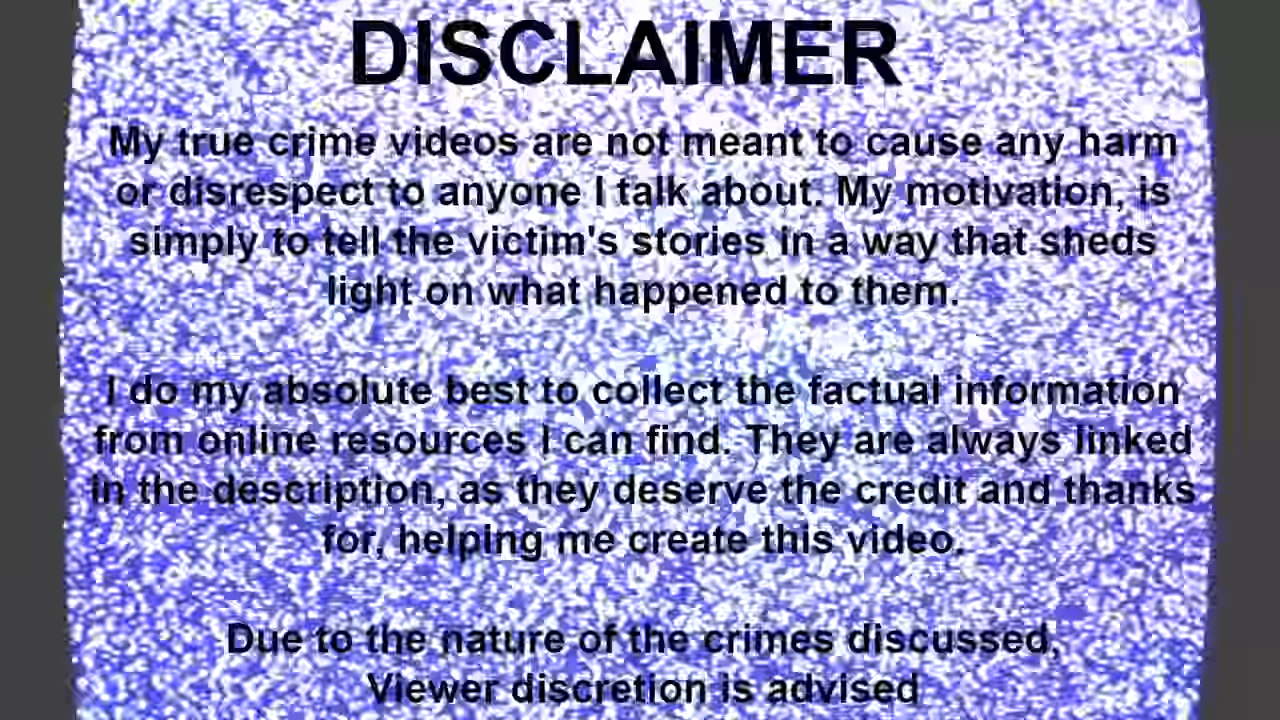 DISCLAIMER
My true crime videos are not meant to cause any harm
or disrespect to anyone I talk about. My motivation, is
simply to tell the victim's stories in a way that sheds
light on what happened to them.
I do my absolute best to collect the factual information
from online resources I can find. They are always linked
in the description, as they deserve the credit and thanks
for, helping me create this video.
Due to the nature of the crimes discussed,
Viewer discretion is advised